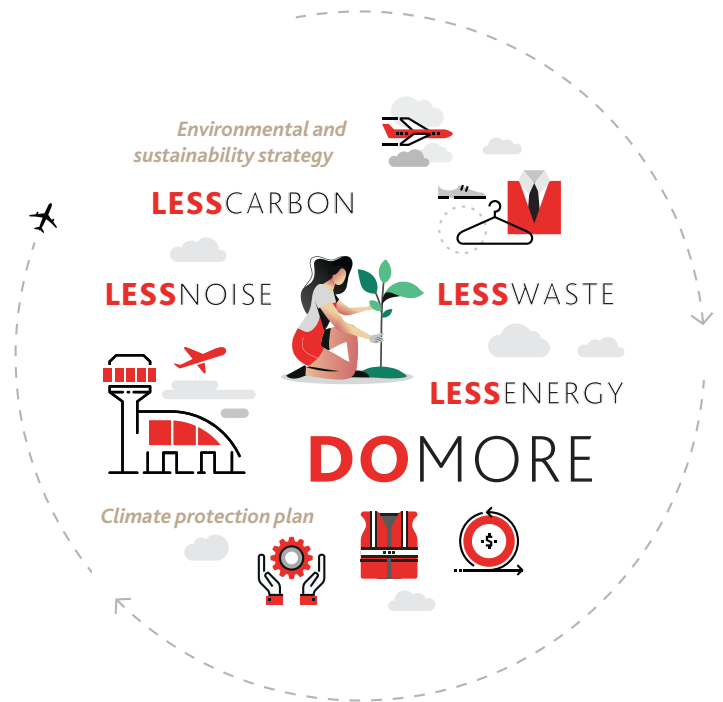 Environmental and
sustainability strategy
LESSCARBON
LESSNOISE
LESSWASTE
LESSENERGY
DOMORE
Climate protection plan
$